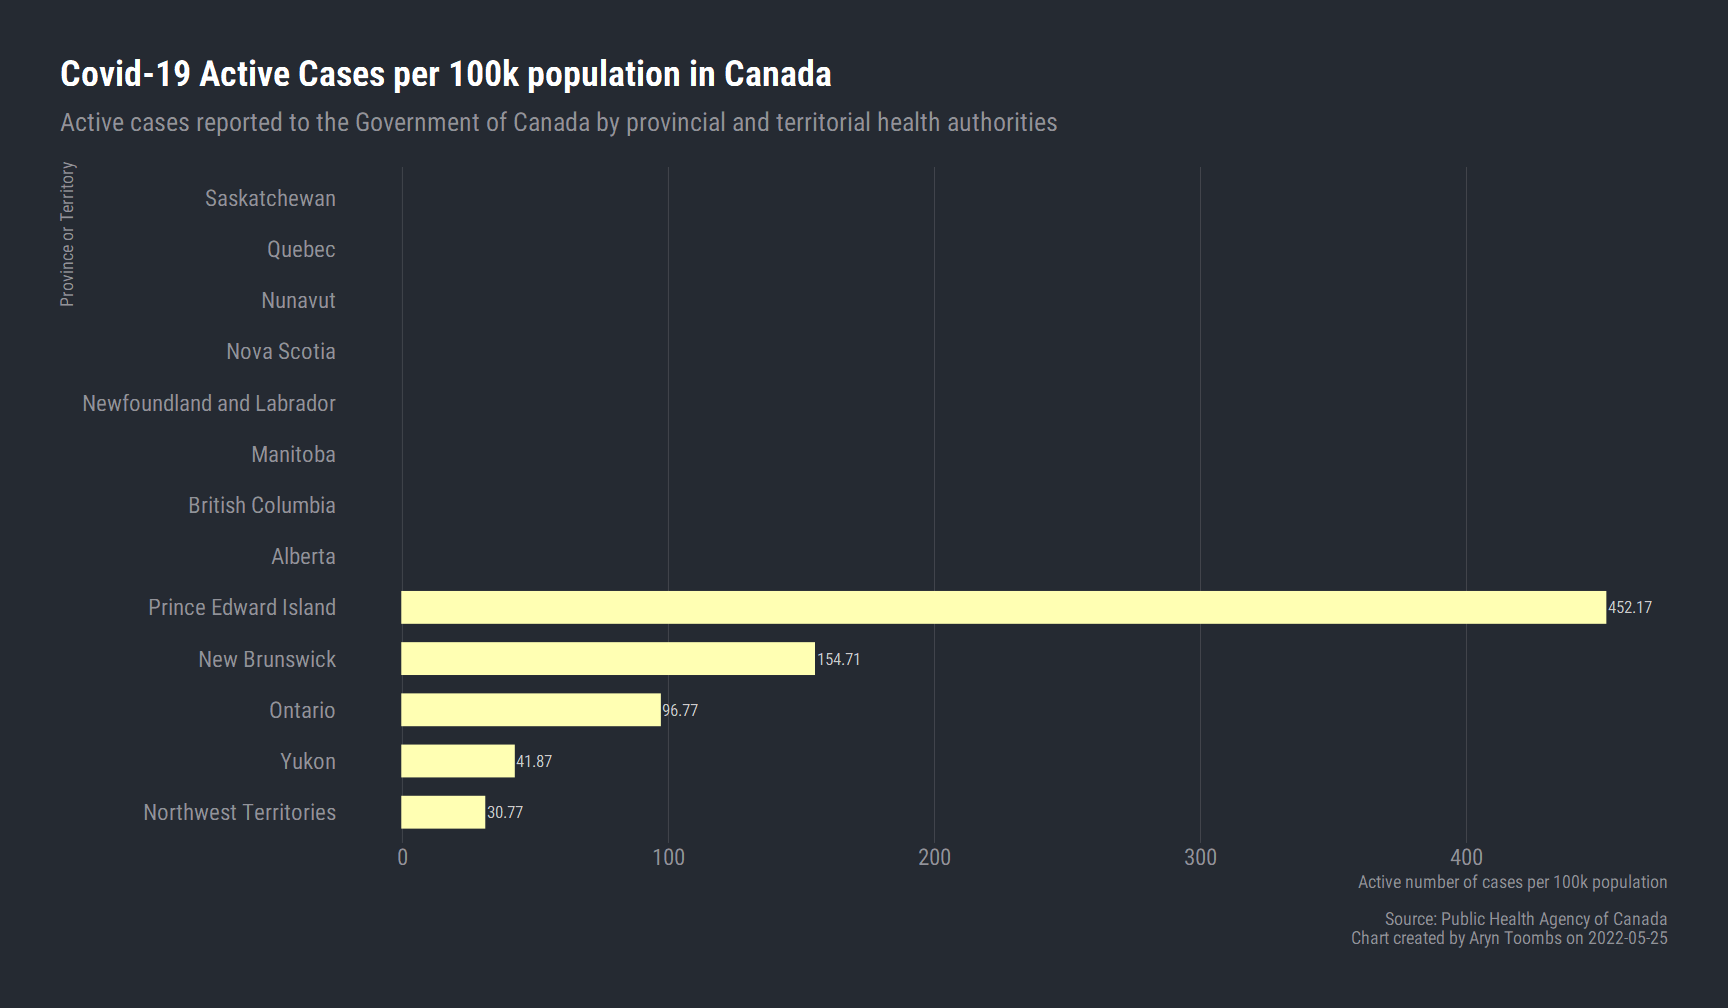 Covid-19 Active Cases per 100k population in Canada
Active cases reported to the Government of Canada by provincial and territorial health authorities
Province or Territory
Saskatchewan
Quebec
Nunavut
Nova Scotia
Newfoundland and Labrador
Manitoba
British Columbia
Alberta
Prince Edward Island 452.17
New Brunswick 154.71
Ontario 96.77
Yukon 41.87
Northwest Territories 30.77
0 100 200 300 400
Active number of cases per 100k population
Source: Public Health Agency of Canada
Chart created by Aryn Toombs on 2022-05-25